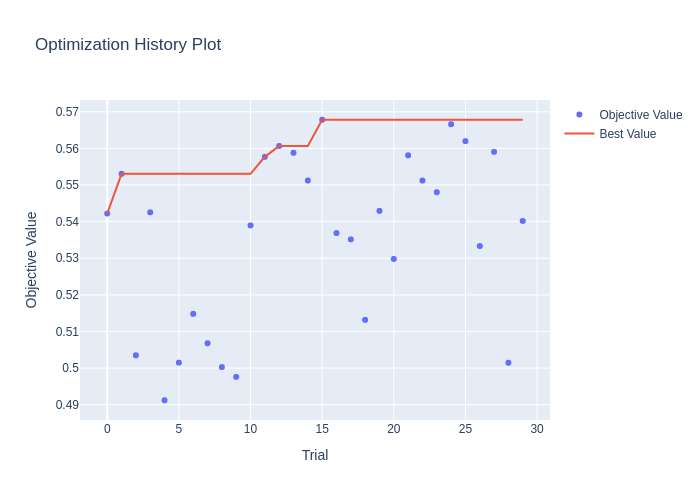 Optimization History Plot
0.57
0.56
0.55
0.54
0.53
0.52
0.51
0.5
0.49
0 5 10 15 20 25 30
Trial
Objective Value
Objective Value
Best Value